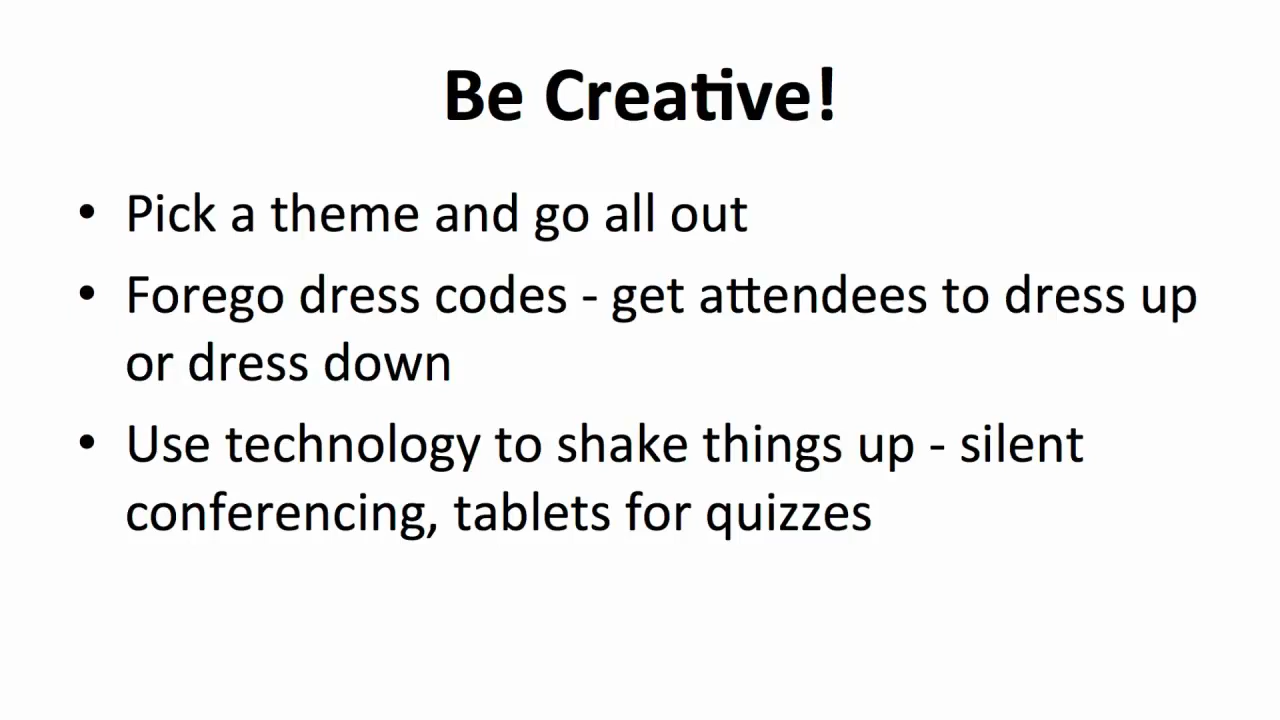 Be Creative!
• Pick a theme and go all out
• Forego dress codes - get attendees to dress up
or dress down
• Use technology to shake things up - silent
conferencing, tablets for quizzes